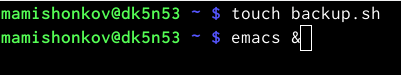 mamishonkov@dk5n53 ~ $ touch backup.sh
mamishonkov@dk5n53 ~ $ emacs &